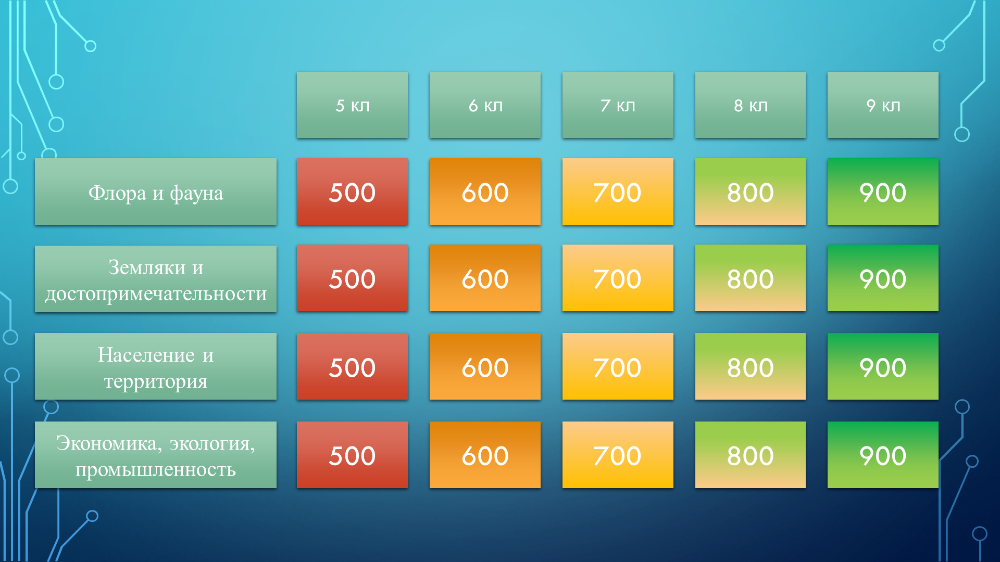 5 кл 6 кл 7 кл 8 кл 9 кл
Флора и фауна 500 600 700 800 900
Земляки и
достопримечательности 500 600 700 800 900
Население и
территория 500 600 700 800 900
Экономика, экология,
промышленность 500 600 700 800 900